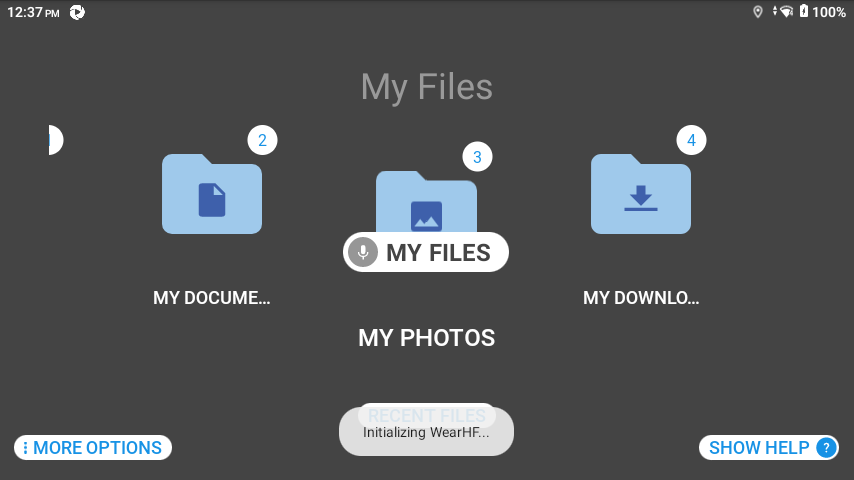 12:37 PM
100%
My Files
2
3
4
MY FILES
MY DOCUME...
MY DOWNLO...
MY PHOTOS
RECENT FILES
Initializing WearHF...
MORE OPTIONS
SHOW HELP ?